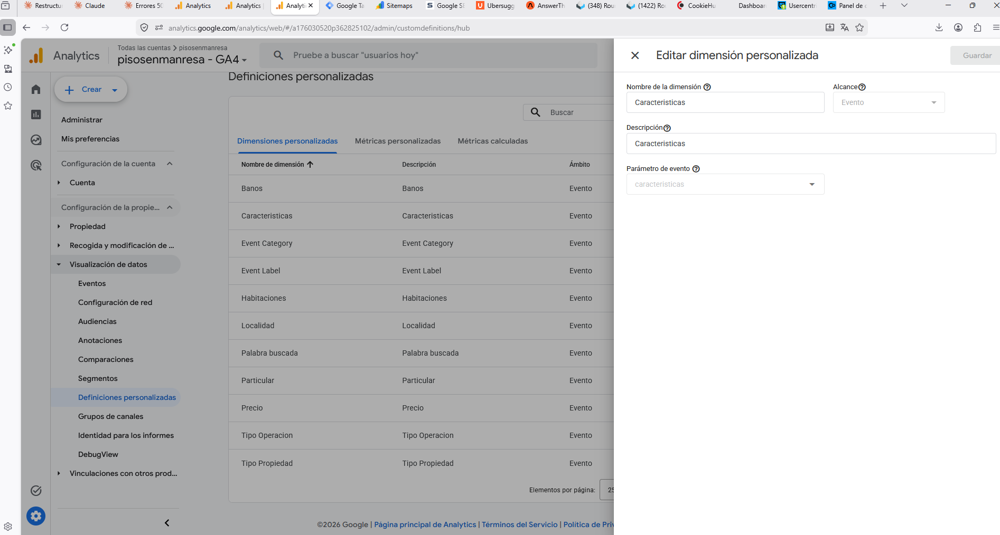 Restructu
Claude
Errores 50
Analytics
Analytics
Analyti
Google Ta
Sitemaps
Google SE
Ubersugg
AnswerTh
(348) Rou
(1422) Ro
CookieHu
Dashboar
Usercentr
Panel de c
analytics.google.com/analytics/web/#/a176030520p362825102/admin/customdefinitions/hub
Analytics
Todas las cuentas > pisosenmanresa
pisosenmanresa - GA4
Pruebe a buscar "usuarios hoy"
Crear
Administrar
Mis preferencias
Configuración de la cuenta
Cuenta
Configuración de la propie...
Propiedad
Recogida y modificación de ...
Visualización de datos
Eventos
Configuración de red
Audiencias
Anotaciones
Comparaciones
Segmentos
Definiciones personalizadas
Grupos de canales
Identidad para los informes
DebugView
Vinculaciones con otros prod...
Definiciones personalizadas
Buscar
Dimensiones personalizadas Métricas personalizadas Métricas calculadas
Nombre de dimensión Descripción Ámbito
Banos Banos Evento
Caracteristicas Caracteristicas Evento
Event Category Event Category Evento
Event Label Event Label Evento
Habitaciones Habitaciones Evento
Localidad Localidad Evento
Palabra buscada Palabra buscada Evento
Particular Particular Evento
Precio Precio Evento
Tipo Operacion Tipo Operacion Evento
Tipo Propiedad Tipo Propiedad Evento
Elementos por página: 25
©2026 Google | Página principal de Analytics | Términos del Servicio | Política de Priv
Editar dimensión personalizada
Guardar
Nombre de la dimensión Alcance
Caracteristicas Evento
Descripción
Caracteristicas
Parámetro de evento
caracteristicas